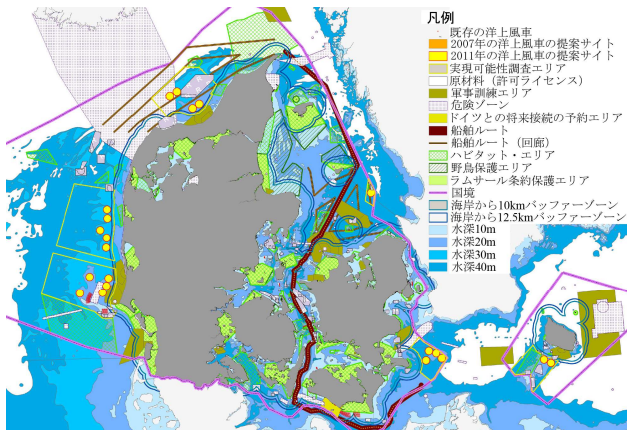 凡例
既存の洋上風車
2007年の洋上風車の提案サイト
2011年の洋上風車の提案サイト
実現可能性調査エリア
原材料（許可ライセンス）
軍事訓練エリア
危険ゾーン
ドイツとの将来接続の予約エリア
船舶ルート
船舶ルート（回廊）
ハビタット・エリア
野鳥保護エリア
ラムサール条約保護エリア
国境
海岸から10kmバッファーゾーン
海岸から12.5kmバッファーゾーン
水深10m
水深20m
水深30m
水深40m